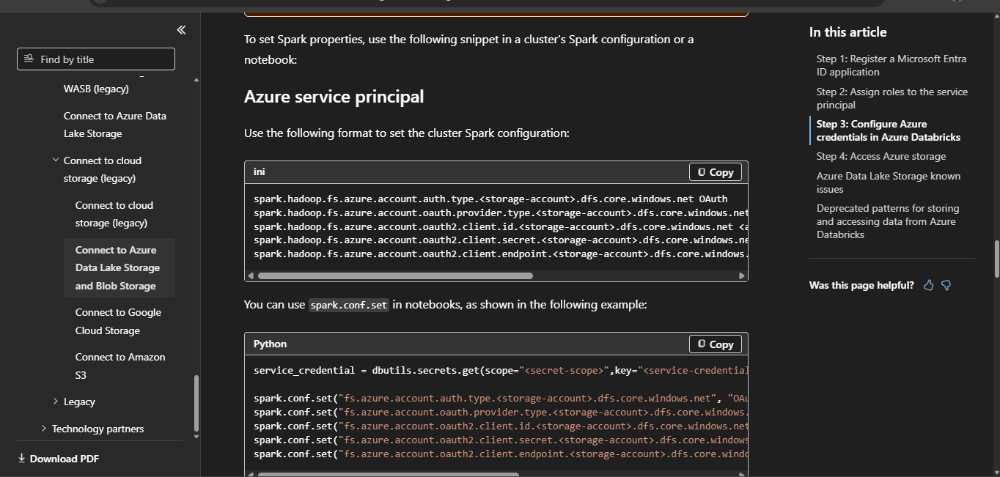 Find by title
WASB (legacy)
Connect to Azure Data
Lake Storage
Connect to cloud
storage (legacy)
Connect to cloud
storage (legacy)
Connect to Azure
Data Lake Storage
and Blob Storage
Connect to Google
Cloud Storage
Connect to Amazon
S3
Legacy
Technology partners
Download PDF
To set Spark properties, use the following snippet in a cluster's Spark configuration or a
notebook:
Azure service principal
Use the following format to set the cluster Spark configuration:
ini
Copy
spark.hadoop.fs.azure.account.auth.type.<storage-account>.dfs.core.windows.net OAuth
spark.hadoop.fs.azure.account.oauth.provider.type.<storage-account>.dfs.core.windows.net
spark.hadoop.fs.azure.account.oauth2.client.id.<storage-account>.dfs.core.windows.net <a
spark.hadoop.fs.azure.account.oauth2.client.secret.<storage-account>.dfs.core.windows.ne
spark.hadoop.fs.azure.account.oauth2.client.endpoint.<storage-account>.dfs.core.windows.
You can use spark.conf.set in notebooks, as shown in the following example:
Python
Copy
service_credential = dbutils.secrets.get(scope="<secret-scope>",key="<service-credential
spark.conf.set("fs.azure.account.auth.type.<storage-account>.dfs.core.windows.net", "OAu
spark.conf.set("fs.azure.account.oauth.provider.type.<storage-account>.dfs.core.windows.
spark.conf.set("fs.azure.account.oauth2.client.id.<storage-account>.dfs.core.windows.net
spark.conf.set("fs.azure.account.oauth2.client.secret.<storage-account>.dfs.core.windows
spark.conf.set("fs.azure.account.oauth2.client.endpoint.<storage-account>.dfs.core.windo
In this article
Step 1: Register a Microsoft Entra
ID application
Step 2: Assign roles to the service
principal
Step 3: Configure Azure
credentials in Azure Databricks
Step 4: Access Azure storage
Azure Data Lake Storage known
issues
Deprecated patterns for storing
and accessing data from Azure
Databricks
Was this page helpful?